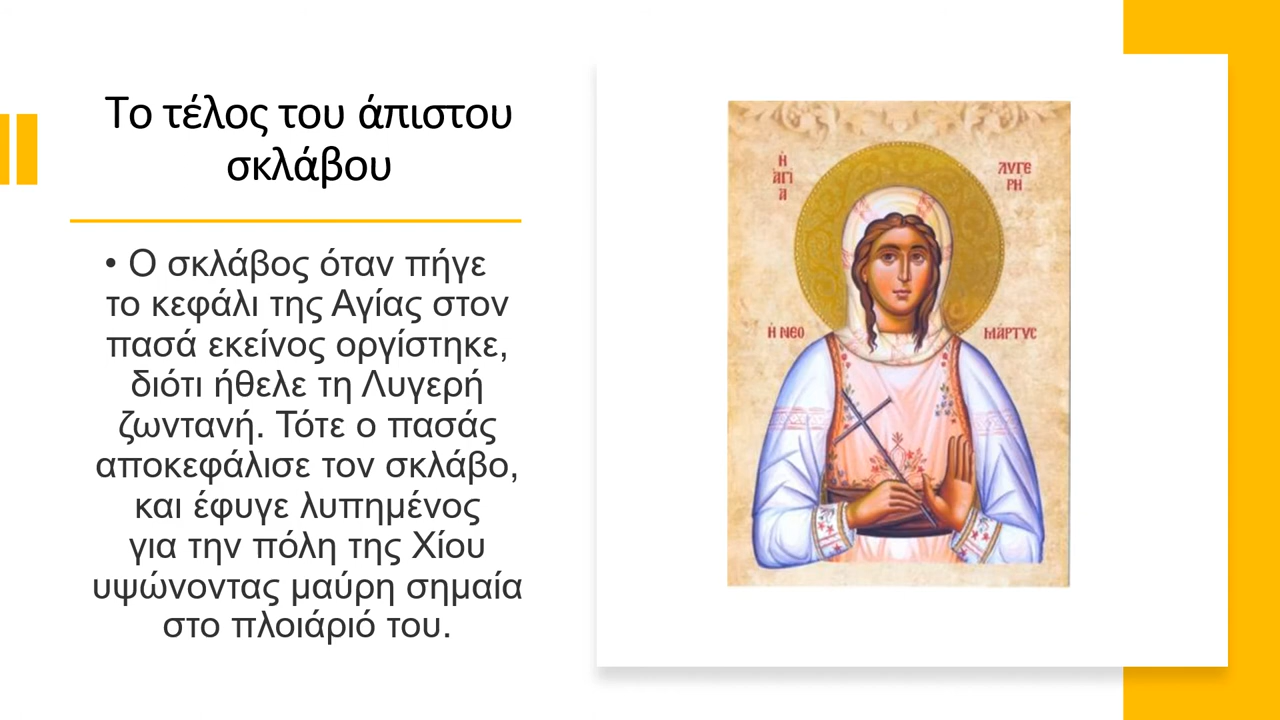 Το τέλος του άπιστου
σκλάβου
• Ο σκλάβος όταν πήγε
το κεφάλι της Αγίας στον
πασά εκείνος οργίστηκε,
διότι ήθελε τη Λυγερή
ζωντανή. Τότε ο πασάς
αποκεφάλισε τον σκλάβο,
και έφυγε λυπημένος
για την πόλη της Χίου
υψώνοντας μαύρη σημαία
στο πλοιάριό του.
Ἡ
ἉΓΙ
Α
ΛΥΓΕ
ΡΗ
Ἡ ΝΕΟ
ΜΆΡΤΥС